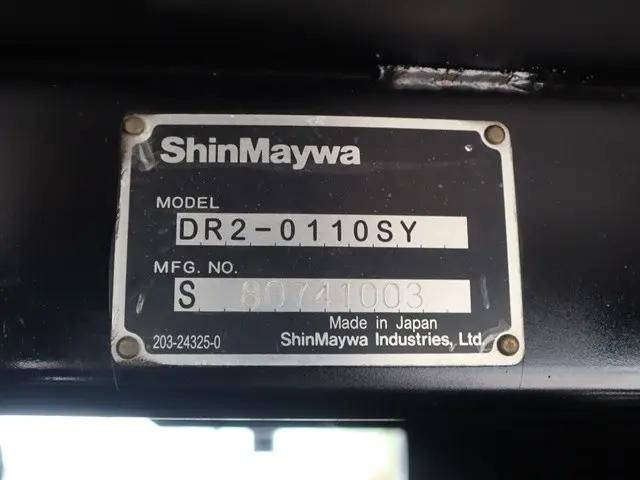 ShinMaywa
MODEL
DR2-0110SY
MFG. NO.
S 80741003
Made in Japan
203-24325-0 ShinMaywa Industries, Ltd.